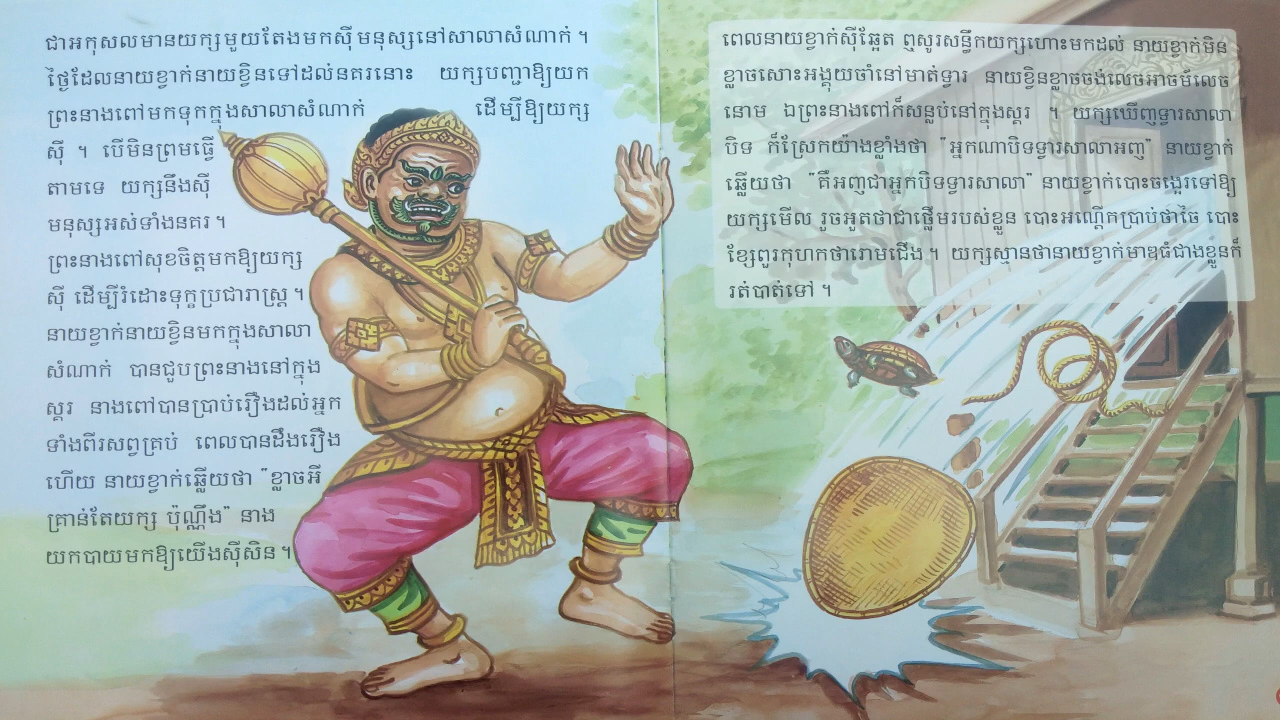 ជាអកុសលមានយក្សមួយតែងមកស៊ីមនុស្សនៅសាលាសំណាក់ ។
ថ្ងៃដែលនាយខ្វាក់នាយខ្វិនទៅដល់នគរនោះ យក្សបញ្ជាឱ្យយក
ព្រះនាងពៅមកទុកក្នុងសាលាសំណាក់ ដើម្បីឱ្យយក្ស
ស៊ី ។ បើមិនព្រមធ្វើ
តាមទេ យក្សនឹងស៊ី
មនុស្សអស់ទាំងនគរ ។
ព្រះនាងពៅសុខចិត្តមកឱ្យយក្ស
ស៊ី ដើម្បីរំដោះទុក្ខប្រជារាស្ត្រ ។
នាយខ្វាក់នាយខ្វិនមកក្នុងសាលា
សំណាក់ បានជួបព្រះនាងនៅក្នុង
ស្គរ នាងពៅបានប្រាប់រឿងដល់អ្នក
ទាំងពីរសព្វគ្រប់ ពេលបានដឹងរឿង
ហើយ នាយខ្វាក់ឆ្លើយថា "ខ្លាចអី
គ្រាន់តែយក្ស ប៉ុណ្ណឹង" នាង
យកបាយមកឱ្យយើងស៊ីសិន ។
ពេលនាយខ្វាក់ស៊ីឆ្អែត ឮសូរសន្ធឹកយក្សហោះមកដល់ នាយខ្វាក់មិន
ខ្លាចសោះអង្គុយចាំនៅមាត់ទ្វារ នាយខ្វិនខ្លាចចង់លេចអាចម៍លេច
នោម ឯព្រះនាងពៅក៏សន្លប់នៅក្នុងស្គរ ។ យក្សឃើញទ្វារសាលា
បិទ ក៏ស្រែកយ៉ាងខ្លាំងថា "អ្នកណាបិទទ្វារសាលាអញ" នាយខ្វាក់
ឆ្លើយថា "គឺអញជាអ្នកបិទទ្វារសាលា" នាយខ្វាក់បោះចង្អេរទៅឱ្យ
យក្សមើល រួចអួតថាជាផ្លើមរបស់ខ្លួន បោះអណ្ដើកប្រាប់ថាចៃ បោះ
ខ្សែពួរកុហកថារោមជើង ។ យក្សស្មានថានាយខ្វាក់មាឌធំជាងខ្លួនក៏
រត់បាត់ទៅ ។